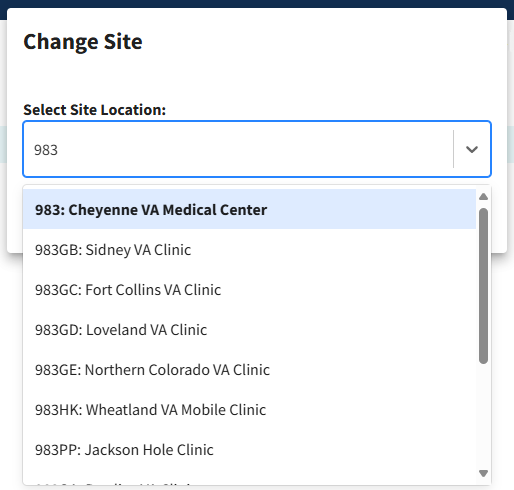 Change Site
Select Site Location:
983
983: Cheyenne VA Medical Center
983GB: Sidney VA Clinic
983GC: Fort Collins VA Clinic
983GD: Loveland VA Clinic
983GE: Northern Colorado VA Clinic
983HK: Wheatland VA Mobile Clinic
983PP: Jackson Hole Clinic